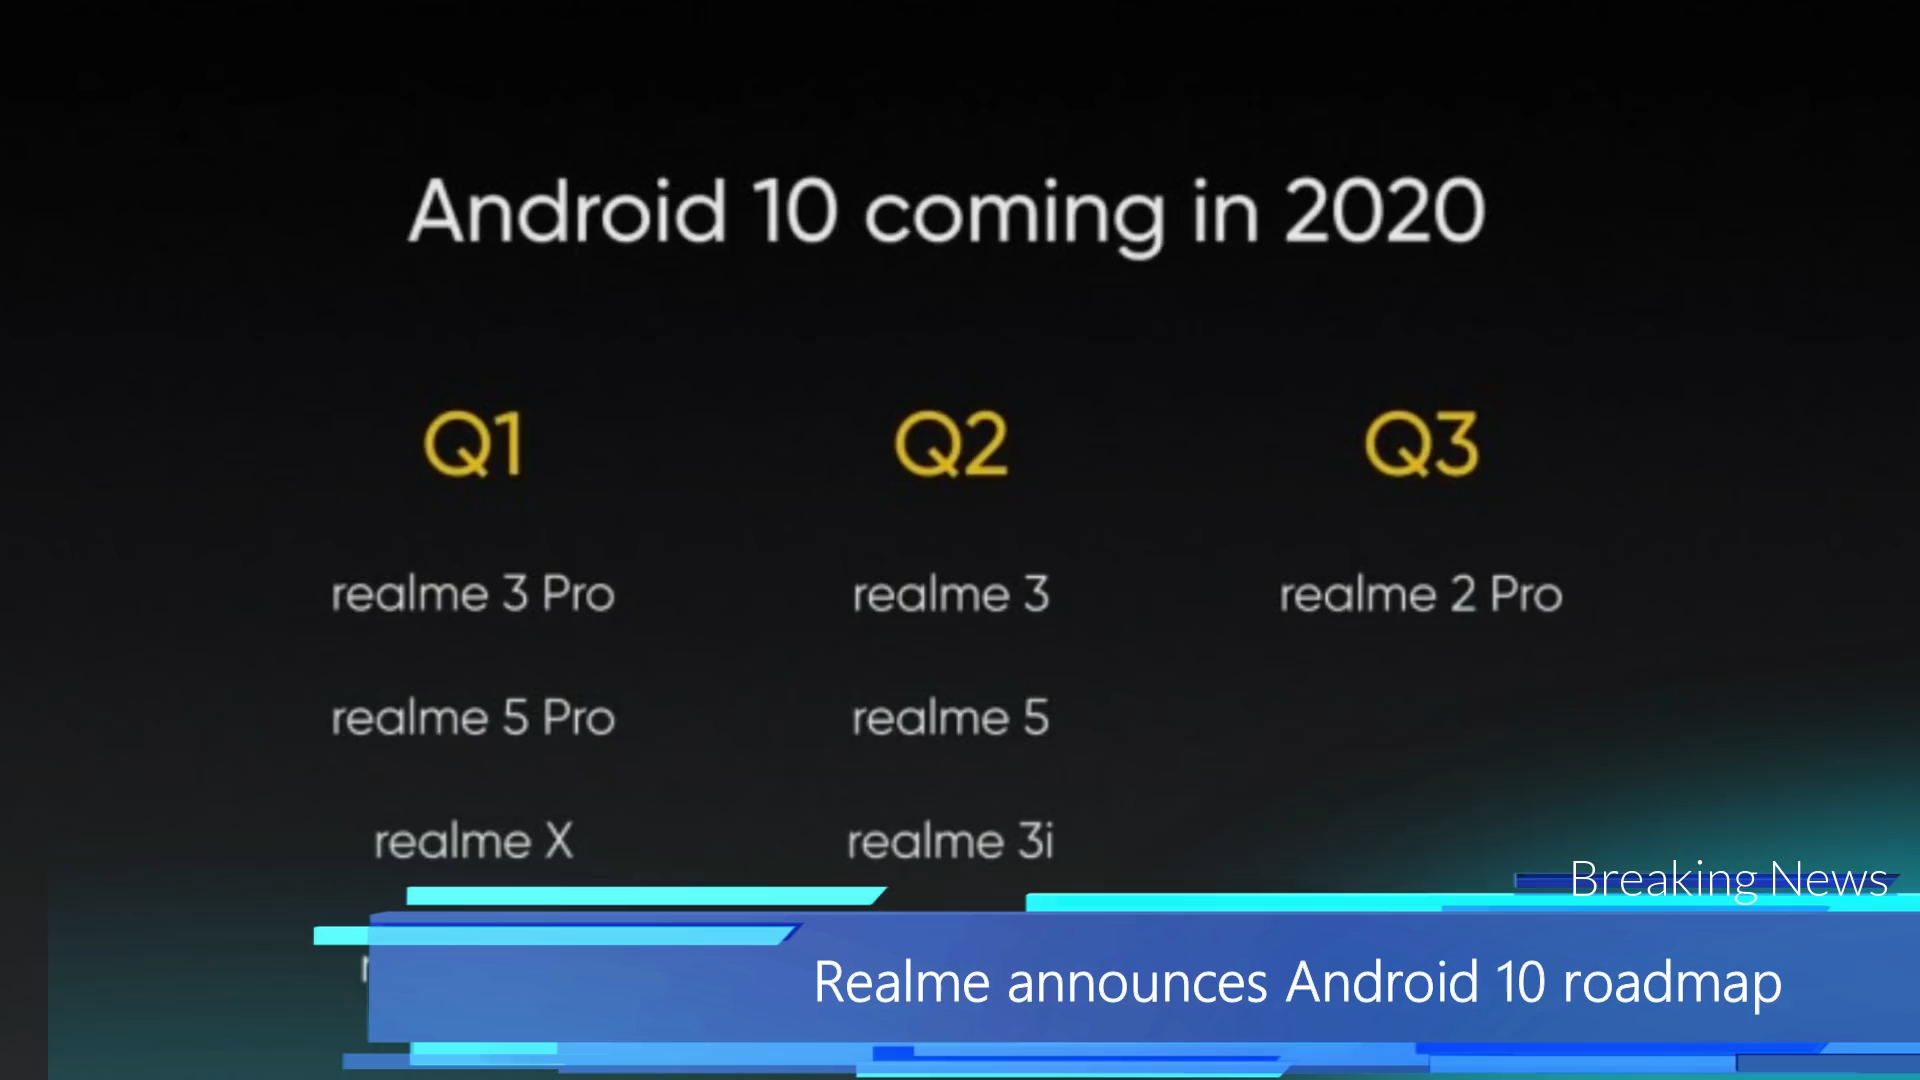 Android 10 coming in 2020
Q1 Q2 Q3
realme 3 Pro realme 3 realme 2 Pro
realme 5 Pro realme 5
realme X realme 3i
Breaking News
Realme announces Android 10 roadmap